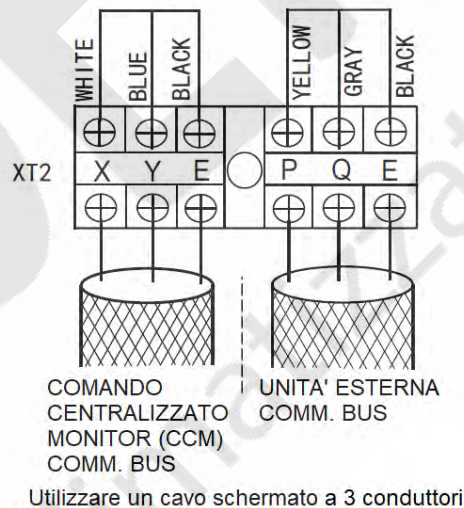 WHITE
BLUE
BLACK
YELLOW
GRAY
BLACK
XT2
X Y E P Q E
COMANDO
CENTRALIZZATO
MONITOR (CCM)
COMM. BUS
UNITA' ESTERNA
COMM. BUS
Utilizzare un cavo schermato a 3 conduttori